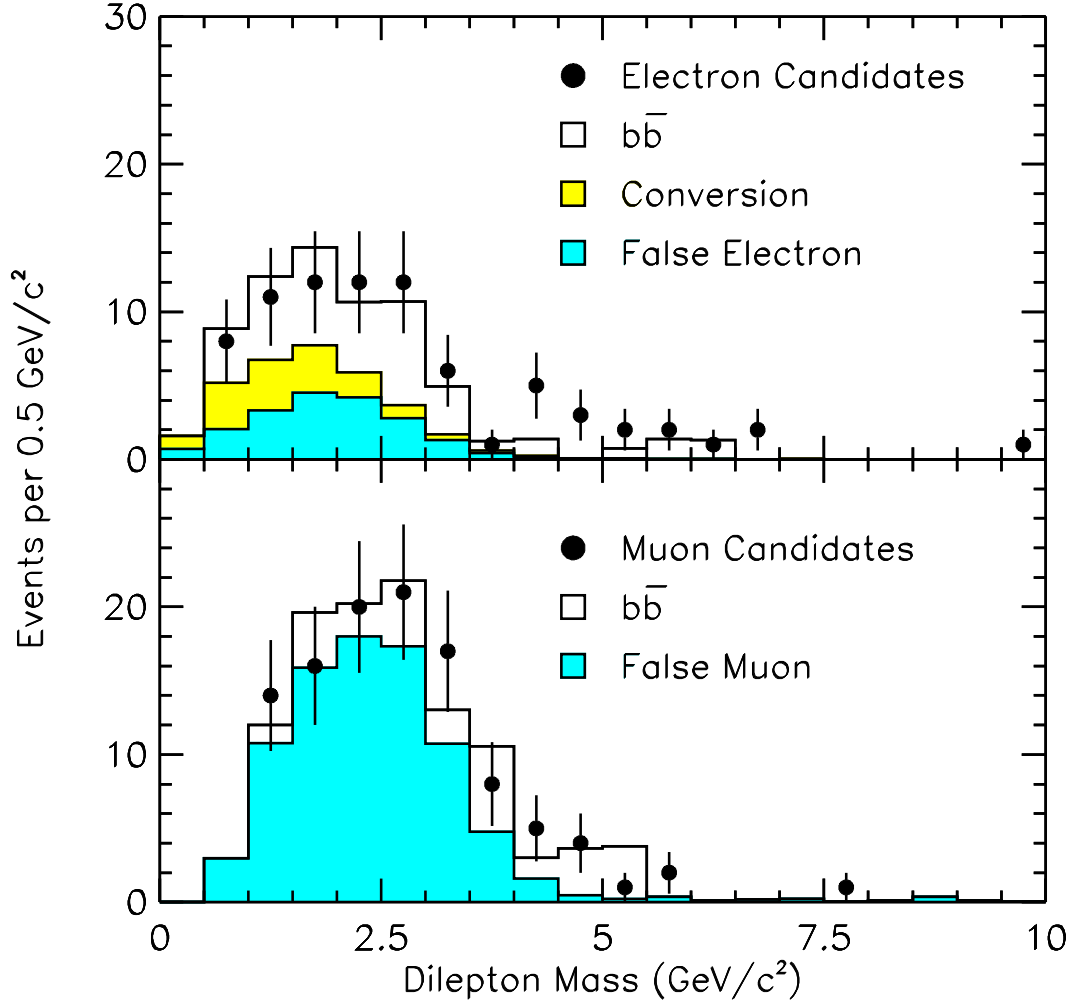 30
Electron Candidates
bb̅
20
Conversion
False Electron
10
0
Events per 0.5 GeV/c²
Muon Candidates
bb̅
20
False Muon
10
0
0 2.5 5 7.5 10
Dilepton Mass (GeV/c²)